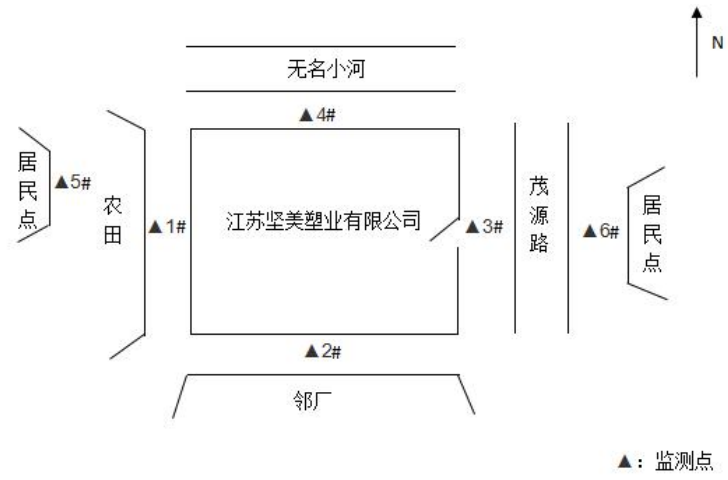 N
无名小河
▲4#
居民点
▲5#
农田
▲1#
江苏坚美塑业有限公司
▲3#
茂源路
▲6#
居民点
▲2#
邻厂
▲：监测点